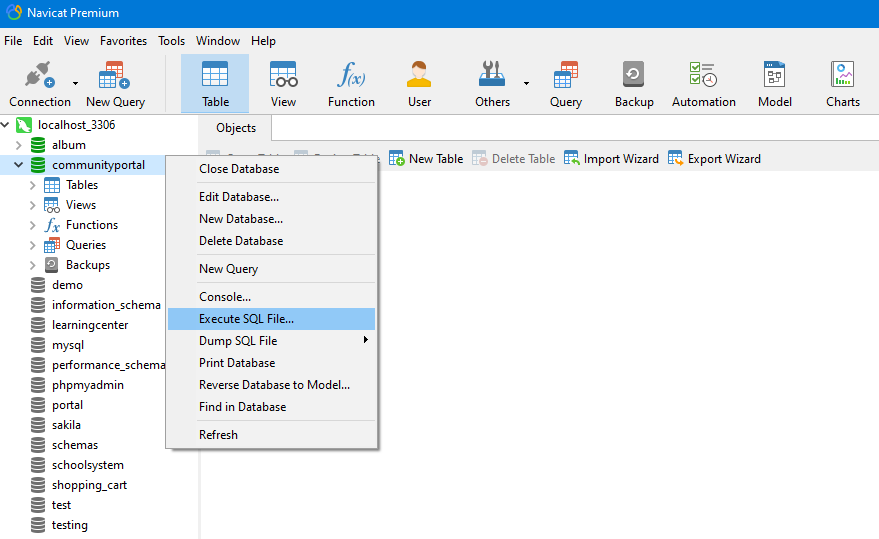 Navicat Premium
File Edit View Favorites Tools Window Help
Connection New Query Table View Function User Others Query Backup Automation Model Charts
localhost_3306
album
communityportal
Tables
Views
Functions
Queries
Backups
demo
information_schema
learningcenter
mysql
performance_schema
phpmyadmin
portal
sakila
schemas
schoolsystem
shopping_cart
test
testing
Objects
New Table Delete Table Import Wizard Export Wizard
Close Database
Edit Database...
New Database...
Delete Database
New Query
Console...
Execute SQL File...
Dump SQL File
Print Database
Reverse Database to Model...
Find in Database
Refresh